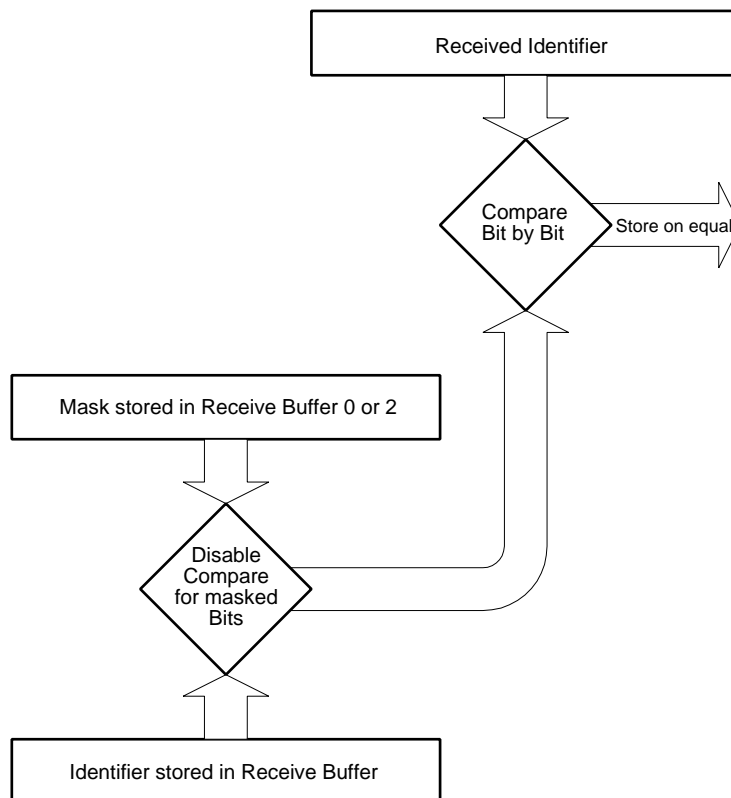 Received Identifier
Compare
Bit by Bit
Store on equal
Mask stored in Receive Buffer 0 or 2
Disable
Compare
for masked
Bits
Identifier stored in Receive Buffer